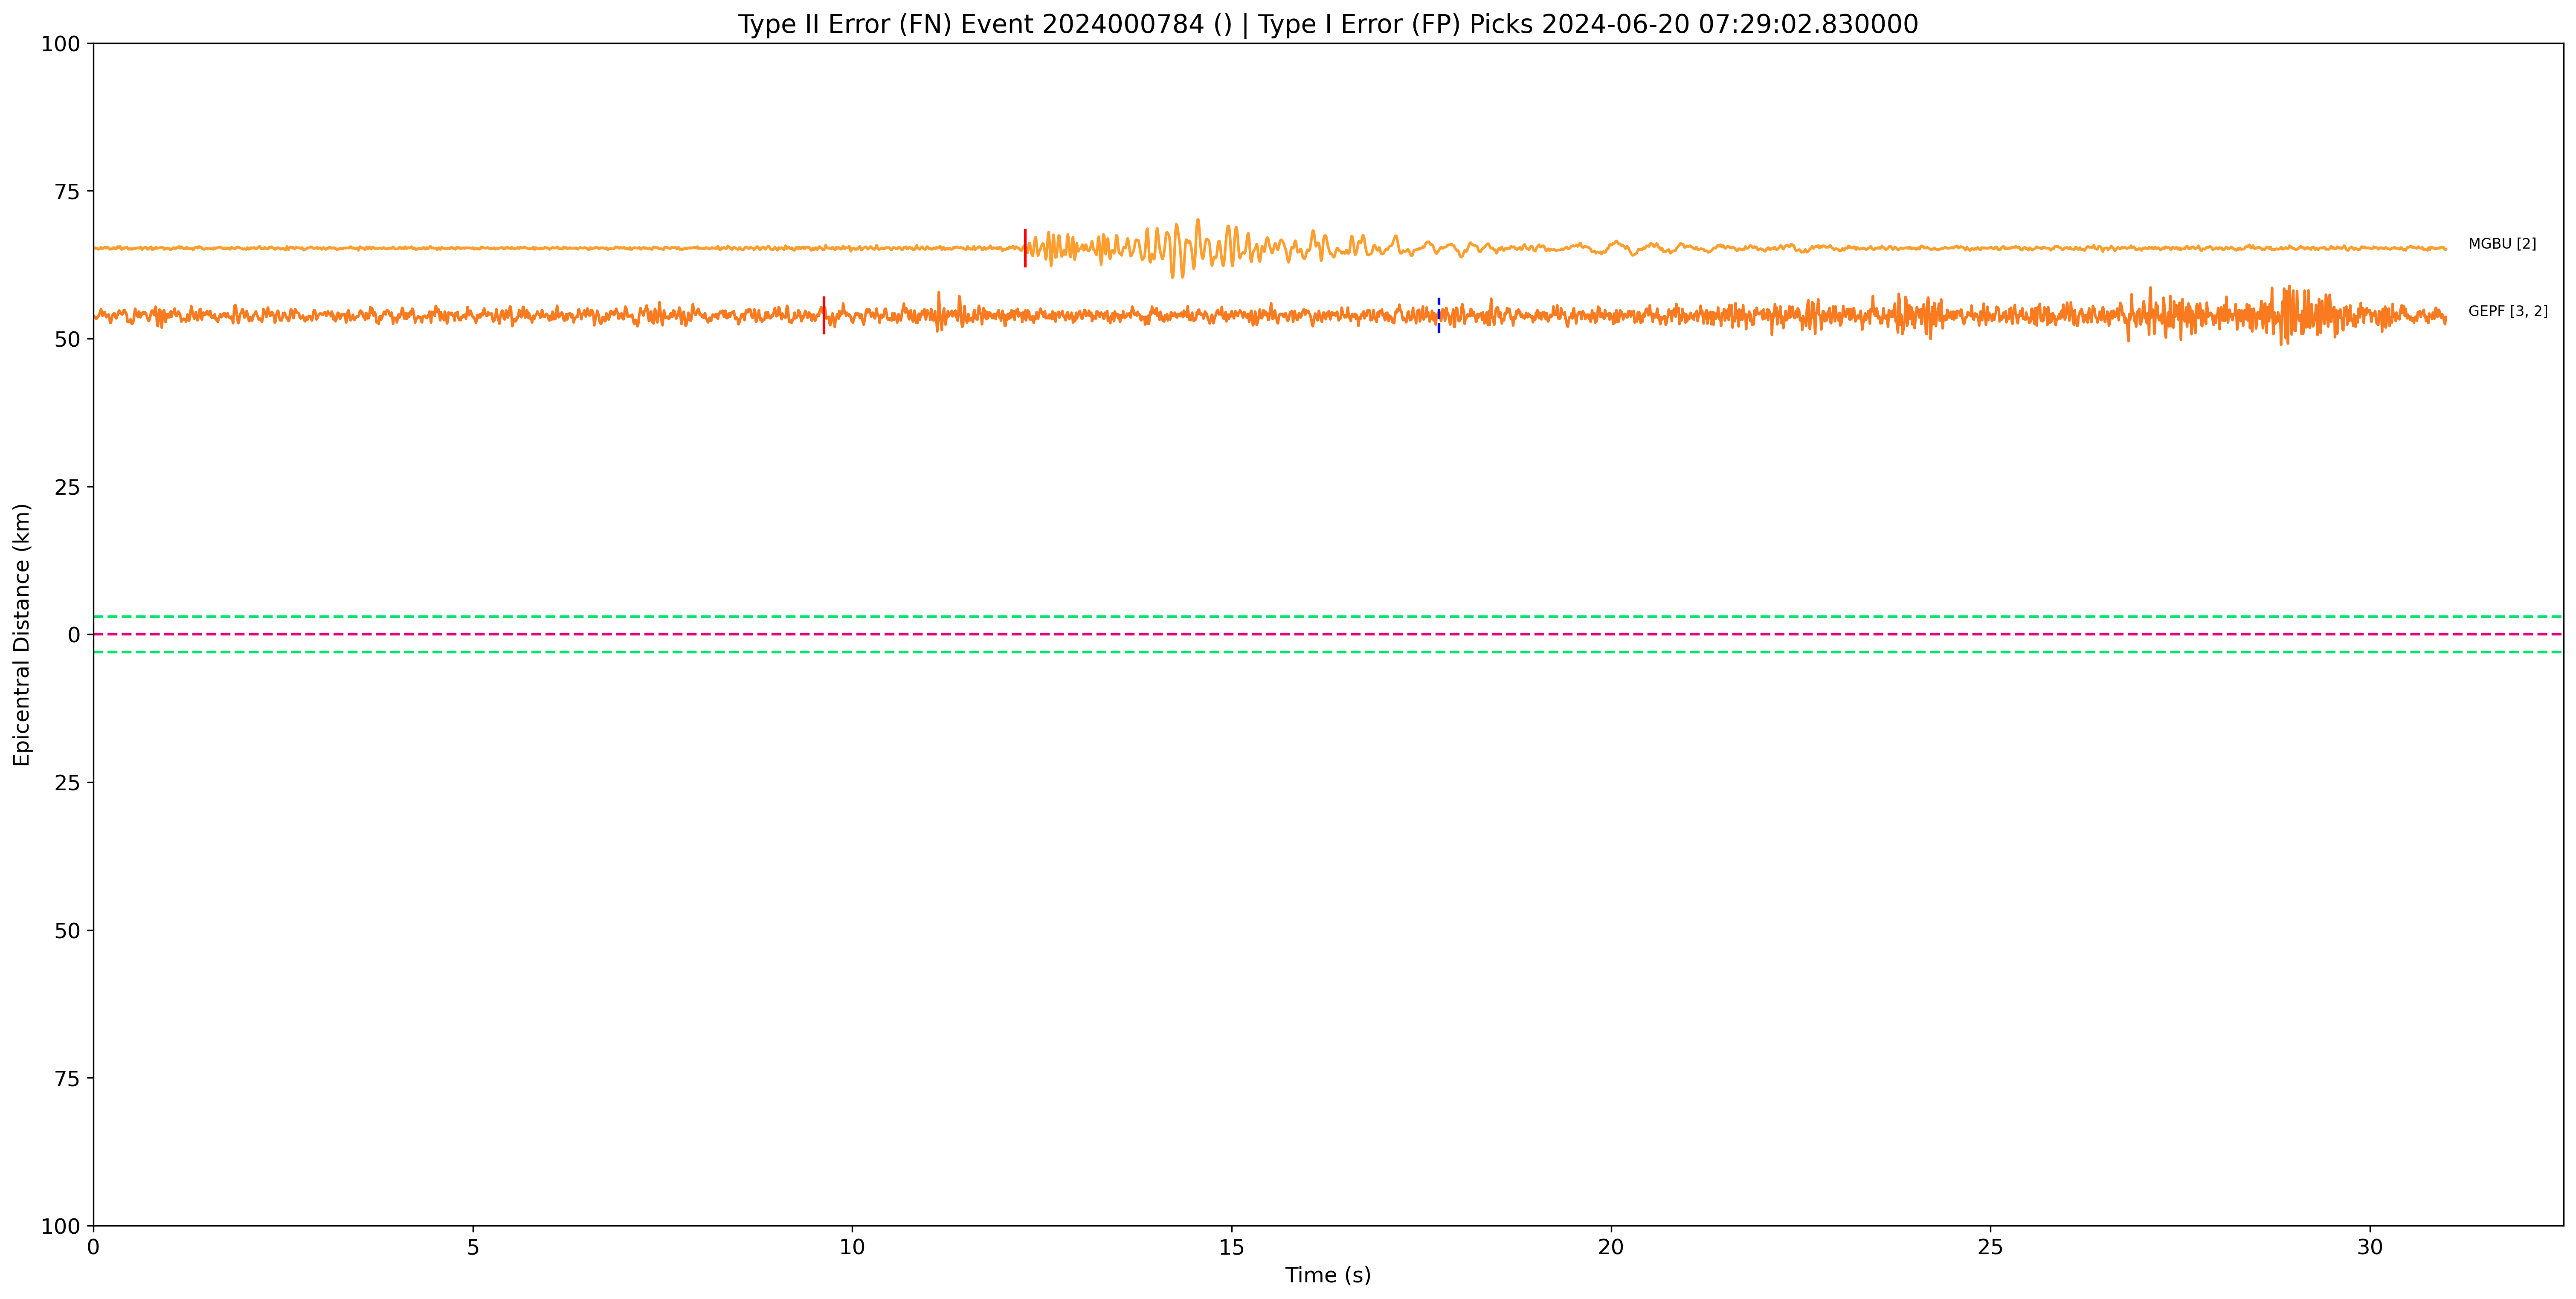 Type II Error (FN) Event 2024000784 () | Type I Error (FP) Picks 2024-06-20 07:29:02.830000
100
75
MGBU [2]
GEPF [3, 2]
50
25
0
25
50
75
100
Epicentral Distance (km)
0 5 10 15 20 25 30
Time (s)